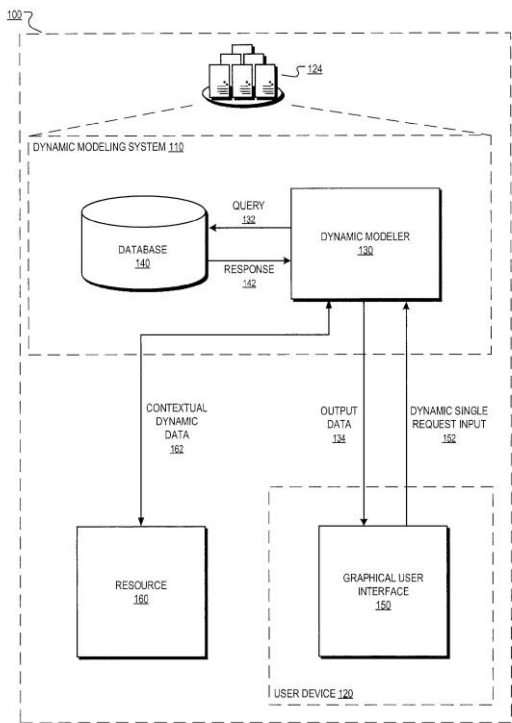 100
124
DYNAMIC MODELING SYSTEM 110
QUERY
132
DATABASE
140
RESPONSE
142
DYNAMIC MODELER
130
CONTEXTUAL
DYNAMIC
DATA
162
OUTPUT
DATA
134
DYNAMIC SINGLE
REQUEST INPUT
152
RESOURCE
160
GRAPHICAL USER
INTERFACE
150
USER DEVICE 120